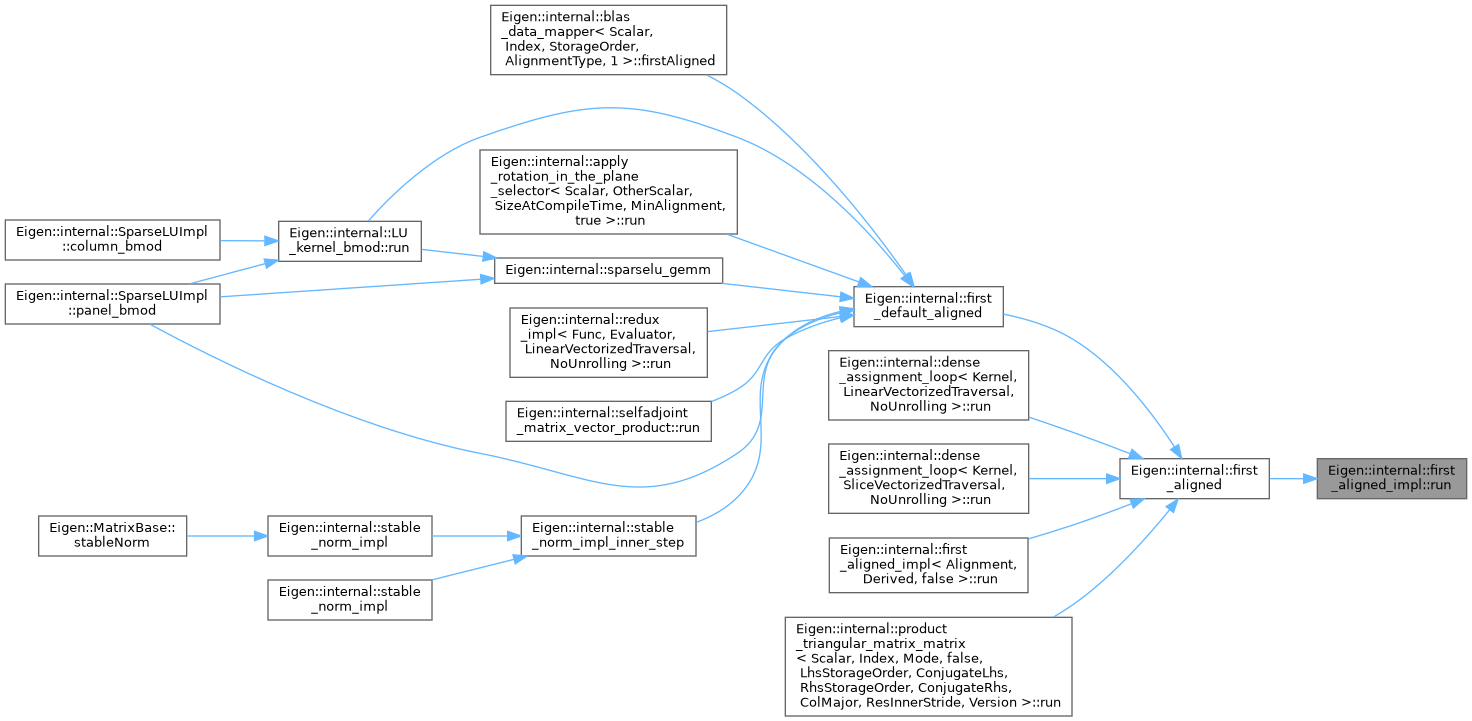 Eigen::internal::blas
_data_mapper< Scalar,
Index, StorageOrder,
AlignmentType, 1 >::firstAligned
Eigen::internal::apply
_rotation_in_the_plane
_selector< Scalar, OtherScalar,
SizeAtCompileTime, MinAlignment,
true >::run
Eigen::internal::SparseLUImpl
::column_bmod
Eigen::internal::LU
_kernel_bmod::run
Eigen::internal::sparselu_gemm
Eigen::internal::SparseLUImpl
::panel_bmod
Eigen::internal::first
_default_aligned
Eigen::internal::redux
_impl< Func, Evaluator,
LinearVectorizedTraversal,
NoUnrolling >::run
Eigen::internal::dense
_assignment_loop< Kernel,
LinearVectorizedTraversal,
NoUnrolling >::run
Eigen::internal::selfadjoint
_matrix_vector_product::run
Eigen::internal::dense
_assignment_loop< Kernel,
SliceVectorizedTraversal,
NoUnrolling >::run
Eigen::internal::first
_aligned
Eigen::internal::first
_aligned_impl::run
Eigen::MatrixBase::
stableNorm
Eigen::internal::stable
_norm_impl
Eigen::internal::stable
_norm_impl_inner_step
Eigen::internal::first
_aligned_impl< Alignment,
Derived, false >::run
Eigen::internal::stable
_norm_impl
Eigen::internal::product
_triangular_matrix_matrix
< Scalar, Index, Mode, false,
LhsStorageOrder, ConjugateLhs,
RhsStorageOrder, ConjugateRhs,
ColMajor, ResInnerStride, Version >::run